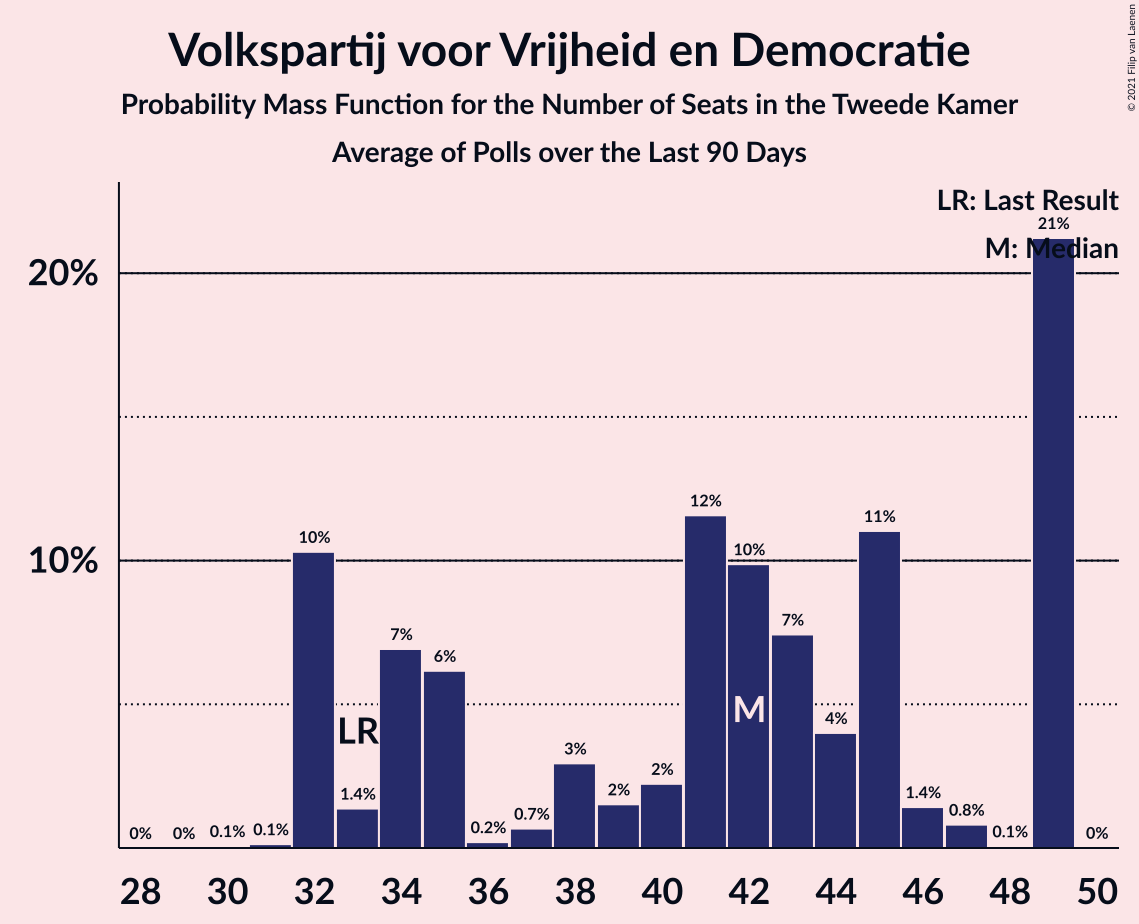 Volkspartij voor Vrijheid en Democratie
Probability Mass Function for the Number of Seats in the Tweede Kamer
Average of Polls over the Last 90 Days
© 2021 Filip van Laenen
LR: Last Result
M: Median
20%
10%
0%
0%
0.1%
0.1%
10%
1.4%
7%
6%
0.2%
0.7%
3%
2%
2%
12%
10%
7%
4%
11%
1.4%
0.8%
0.1%
21%
0%
LR
M
28 30 32 34 36 38 40 42 44 46 48 50